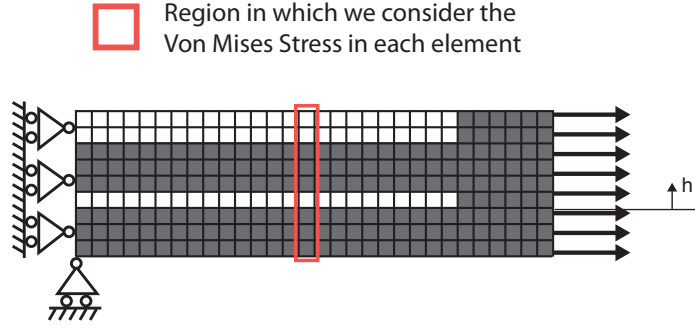 Region in which we consider the
Von Mises Stress in each element
h